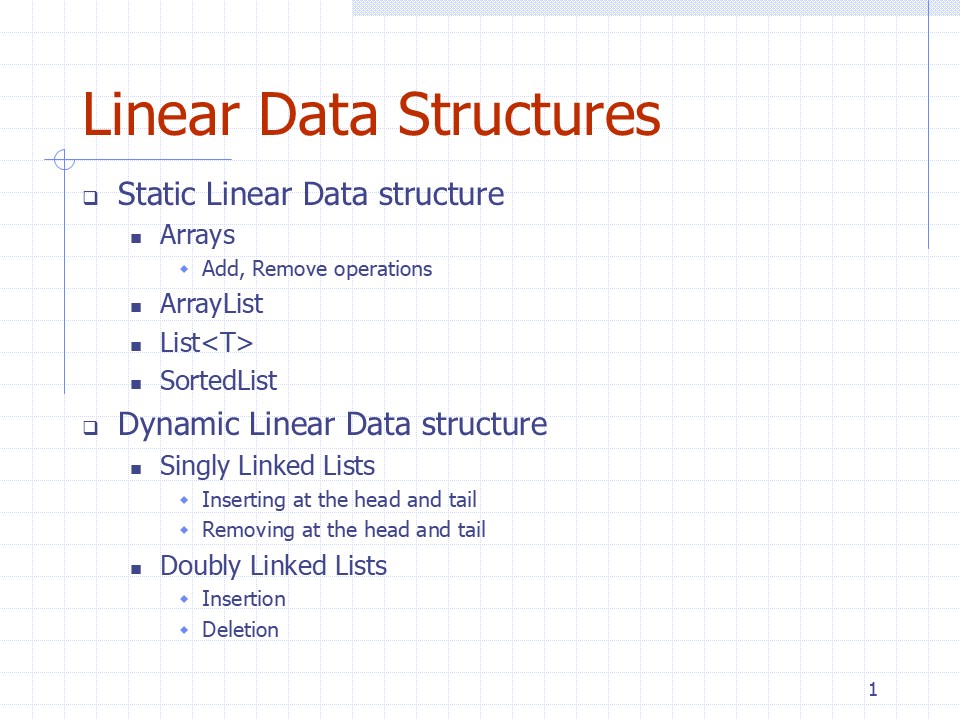 Linear Data Structures
Static Linear Data structure
Arrays
Add, Remove operations
ArrayList
List<T>
SortedList
Dynamic Linear Data structure
Singly Linked Lists
Inserting at the head and tail
Removing at the head and tail
Doubly Linked Lists
Insertion
Deletion
1